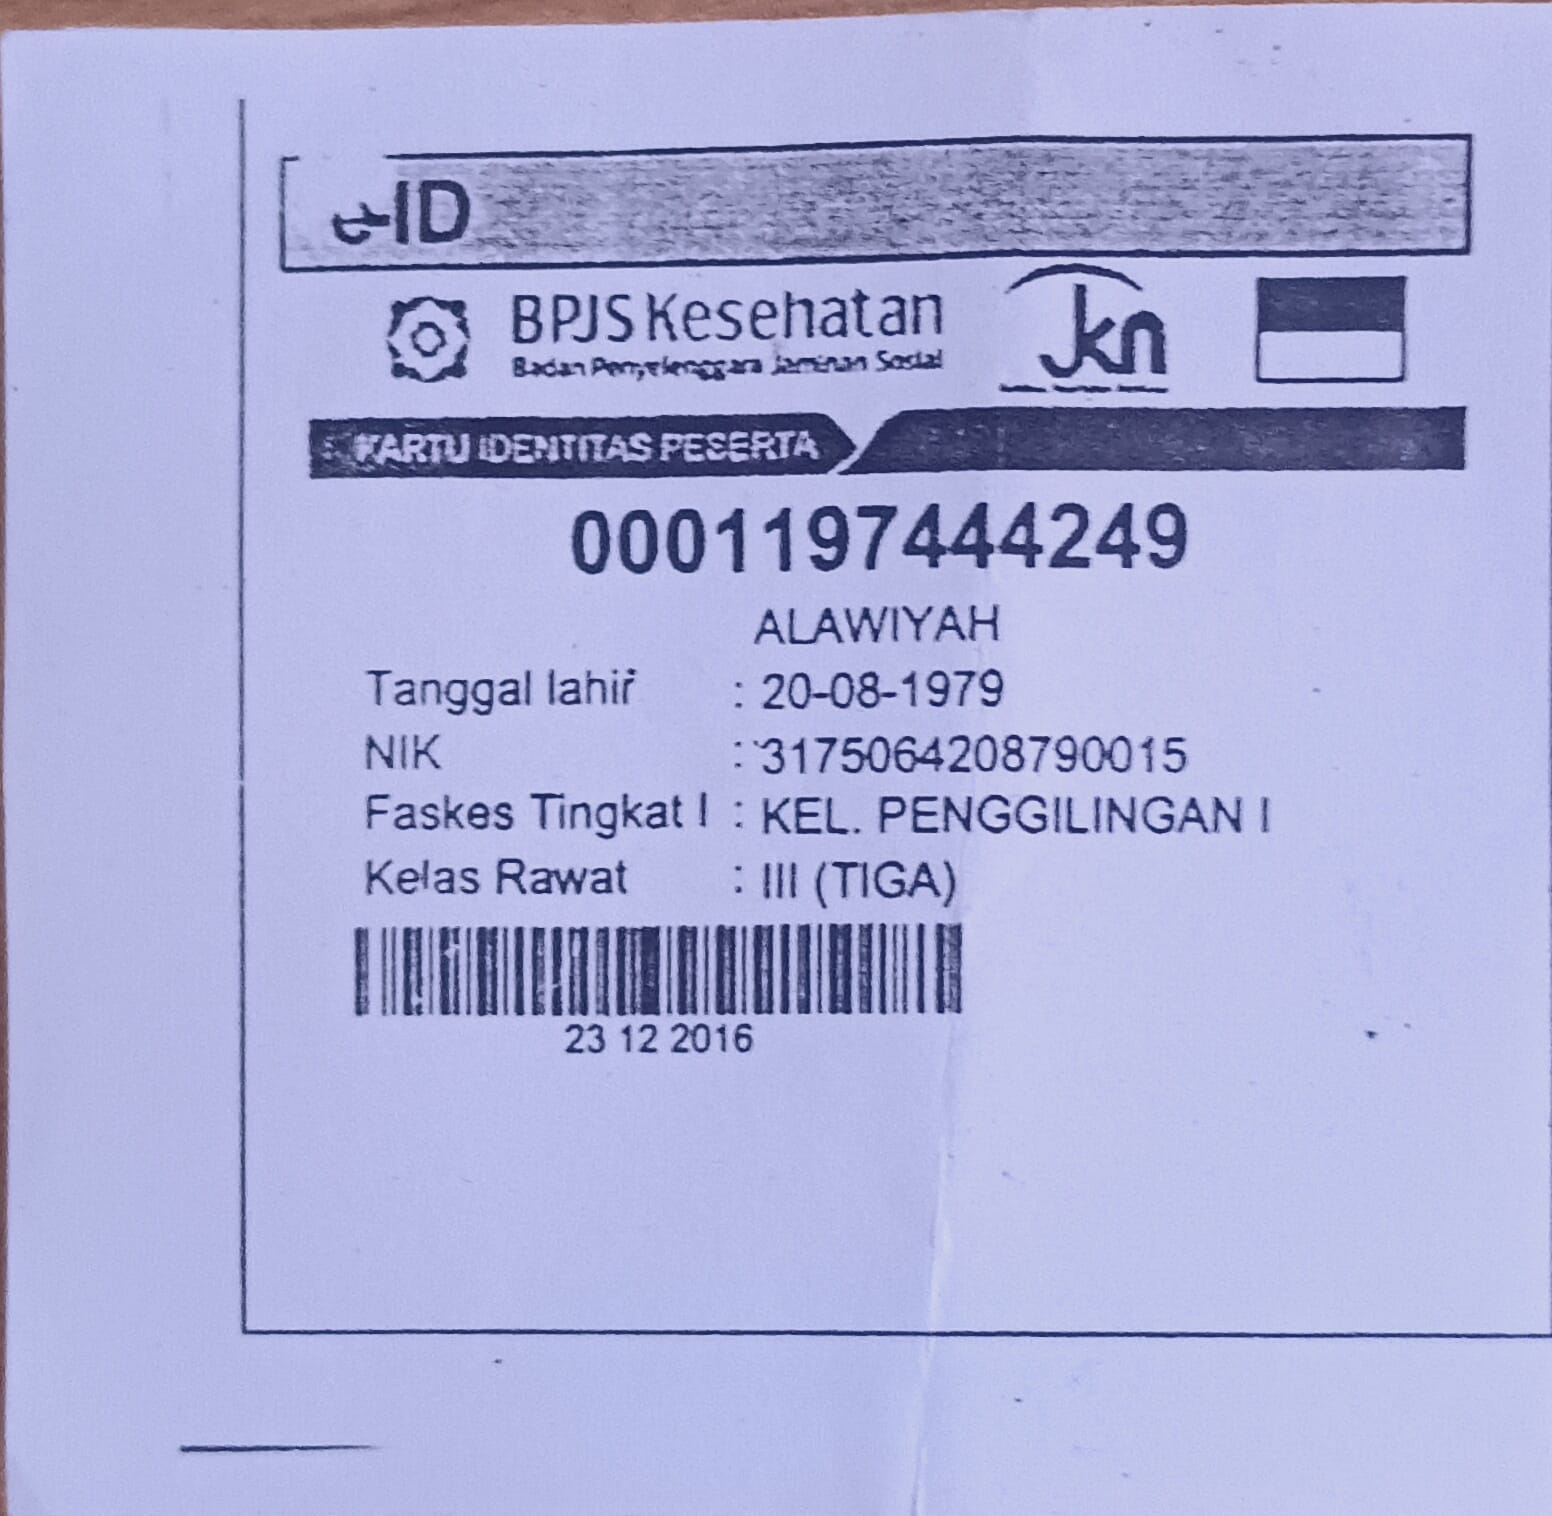 e-ID
BPJS Kesehatan
Badan Penyelenggara Jaminan Sosial
jkn
KARTU IDENTITAS PESERTA
0001197444249
ALAWIYAH
Tanggal lahir : 20-08-1979
NIK : 3175064208790015
Faskes Tingkat I : KEL. PENGGILINGAN I
Kelas Rawat : III (TIGA)
23 12 2016